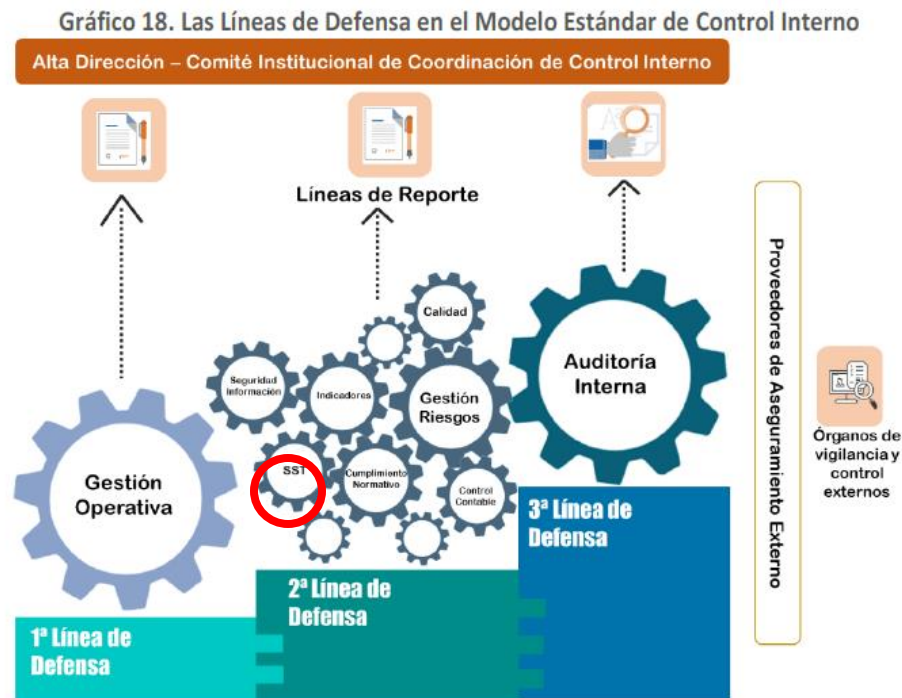 Gráfico 18. Las Líneas de Defensa en el Modelo Estándar de Control Interno
Alta Dirección – Comité Institucional de Coordinación de Control Interno
Líneas de Reporte
Calidad
Seguridad
Información
Indicadores
Gestión
Riesgos
Auditoría
Interna
SST
Cumplimiento
Normativo
Control
Contable
Gestión
Operativa
1ª Línea de
Defensa
2ª Línea de
Defensa
3ª Línea de
Defensa
Proveedores de Aseguramiento Externo
Órganos de
vigilancia y
control
externos